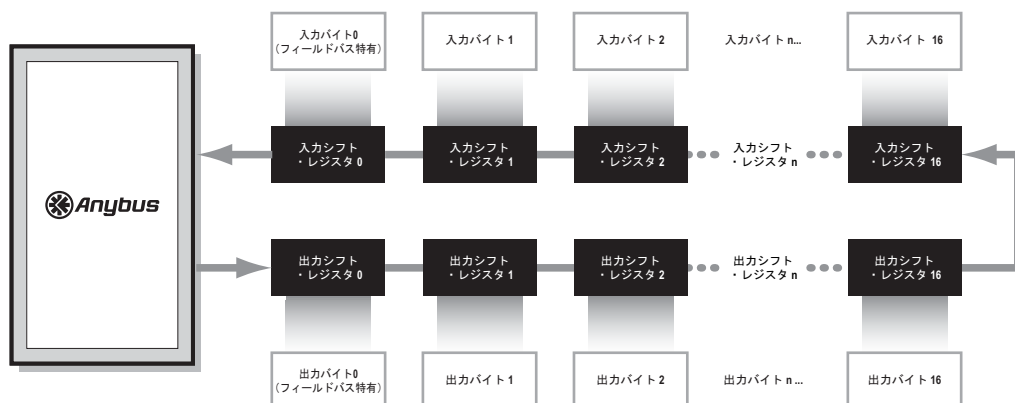 入力バイト0
(フィールドバス特有)
入力バイト 1
入力バイト 2
入力バイト n...
入力バイト 16
入力シフト
・レジスタ 0
入力シフト
・レジスタ 1
入力シフト
・レジスタ 2
入力シフト
・レジスタ n
入力シフト
・レジスタ 16
Anybus
出力シフト
・レジスタ 0
出力シフト
・レジスタ 1
出力シフト
・レジスタ 2
出力シフト
・レジスタ n
出力シフト
・レジスタ 16
出力バイト0
(フィールドバス特有)
出力バイト 1
出力バイト 2
出力バイト n ...
出力バイト 16